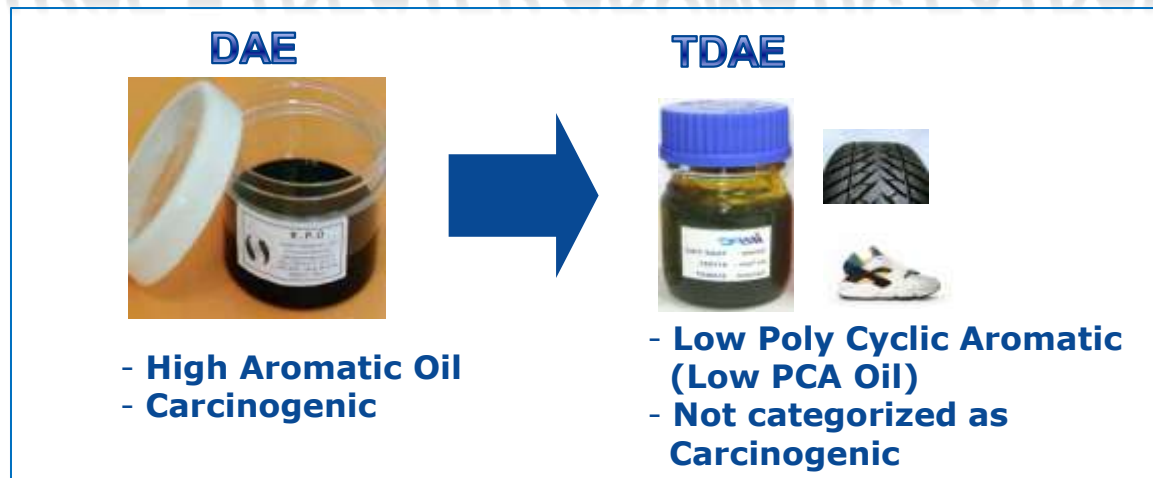 DAE
TDAE
R.P.O
- High Aromatic Oil
- Carcinogenic
- Low Poly Cyclic Aromatic
(Low PCA Oil)
- Not categorized as
Carcinogenic